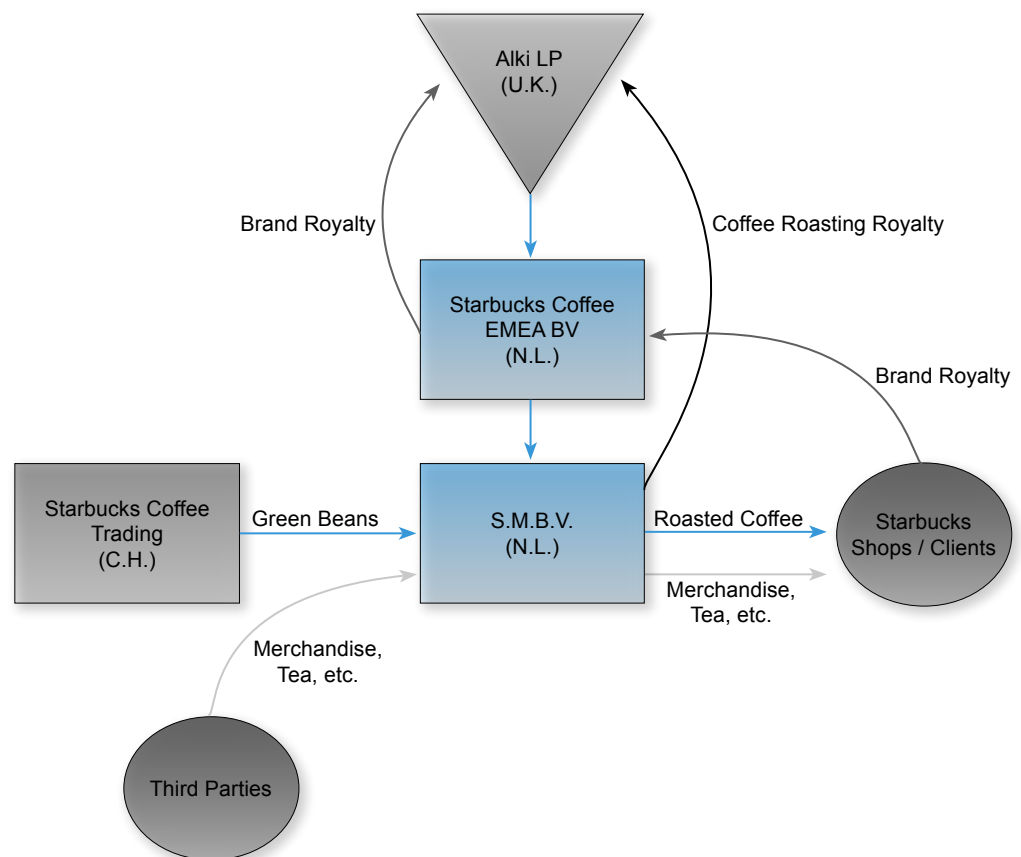 Alki LP
(U.K.)
Brand Royalty
Coffee Roasting Royalty
Starbucks Coffee
EMEA BV
(N.L.)
Brand Royalty
Starbucks Coffee
Trading
(C.H.)
Green Beans
S.M.B.V.
(N.L.)
Roasted Coffee
Starbucks
Shops / Clients
Merchandise,
Tea, etc.
Merchandise,
Tea, etc.
Third Parties